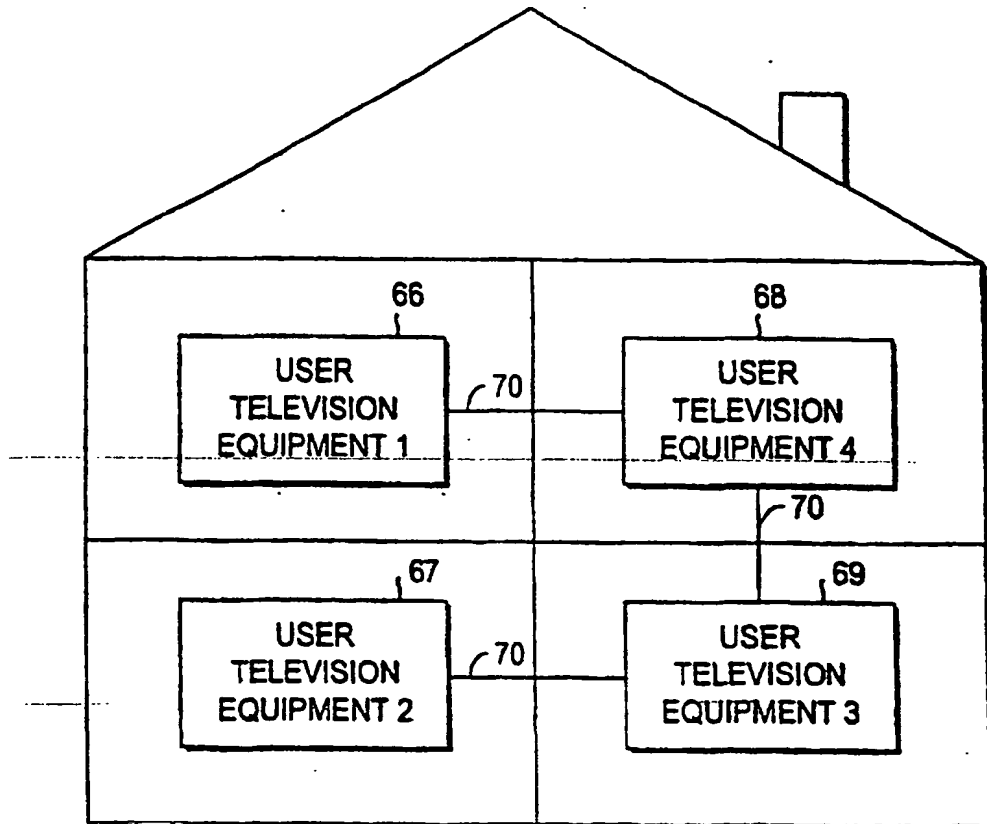 66
USER
TELEVISION
EQUIPMENT 1
70
68
USER
TELEVISION
EQUIPMENT 4
70
67
USER
TELEVISION
EQUIPMENT 2
70
69
USER
TELEVISION
EQUIPMENT 3